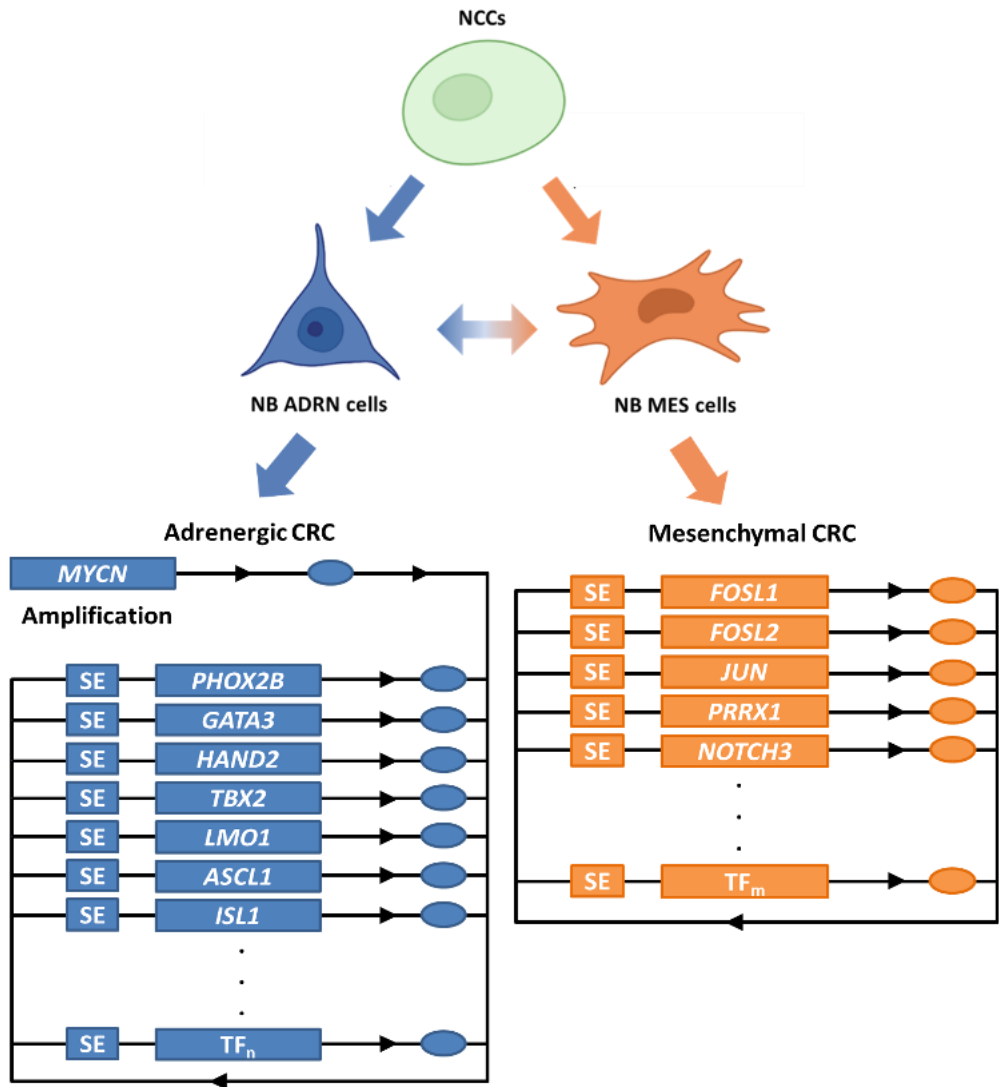 NCCs
NB ADRN cells
NB MES cells
Adrenergic CRC
MYCN
Amplification
SE PHOX2B
SE GATA3
SE HAND2
SE TBX2
SE LMO1
SE ASCL1
SE ISL1
.
.
.
SE TFn
Mesenchymal CRC
SE FOSL1
SE FOSL2
SE JUN
SE PRRX1
SE NOTCH3
.
.
.
SE TFm